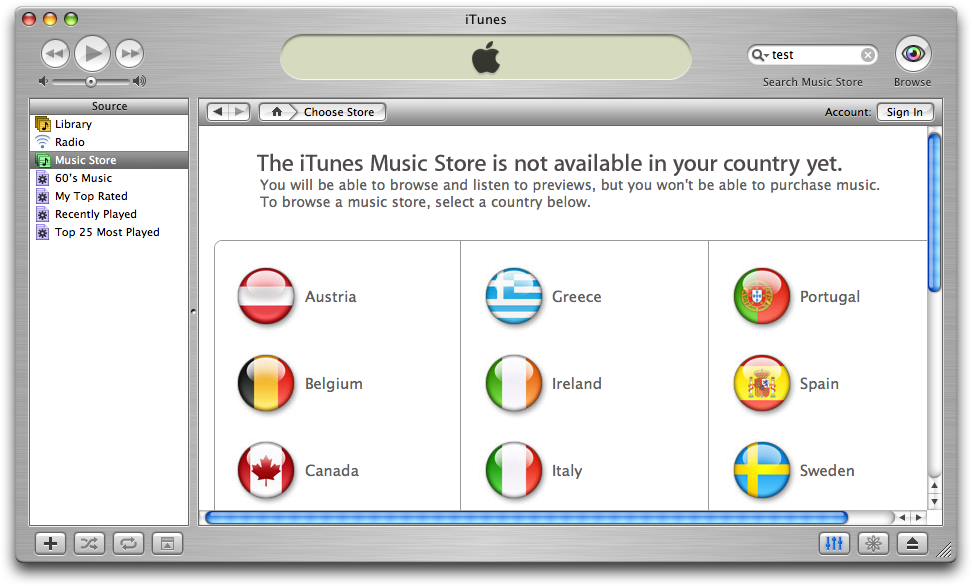 iTunes
test
Search Music Store
Browse
Source
Library
Radio
Music Store
60's Music
My Top Rated
Recently Played
Top 25 Most Played
Choose Store
Account:
Sign In
The iTunes Music Store is not available in your country yet.
You will be able to browse and listen to previews, but you won't be able to purchase music.
To browse a music store, select a country below.
Austria
Greece
Portugal
Belgium
Ireland
Spain
Canada
Italy
Sweden